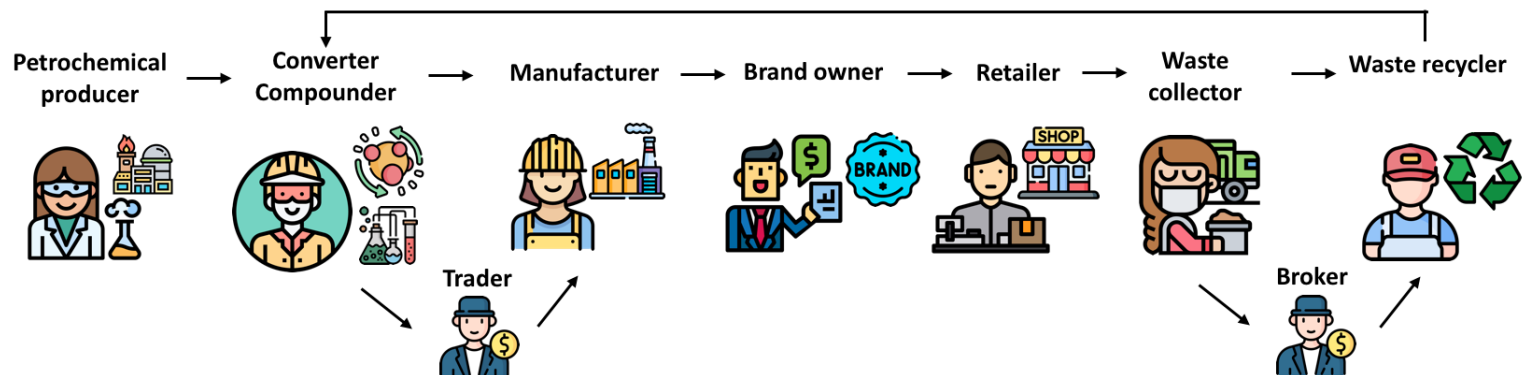 Petrochemical
producer
Converter
Compounder
Manufacturer
Brand owner
Retailer
Waste
collector
Waste recycler
$
BRAND
SHOP
Trader
$
Broker
$